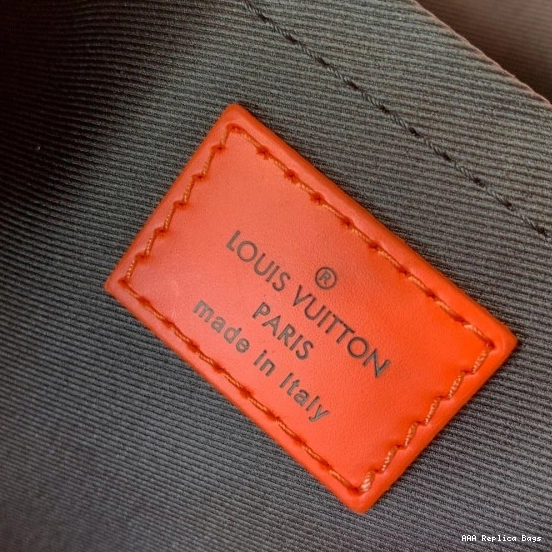 ®
LOUIS VUITTON
PARIS
made in Italy
AAA Replica Bags